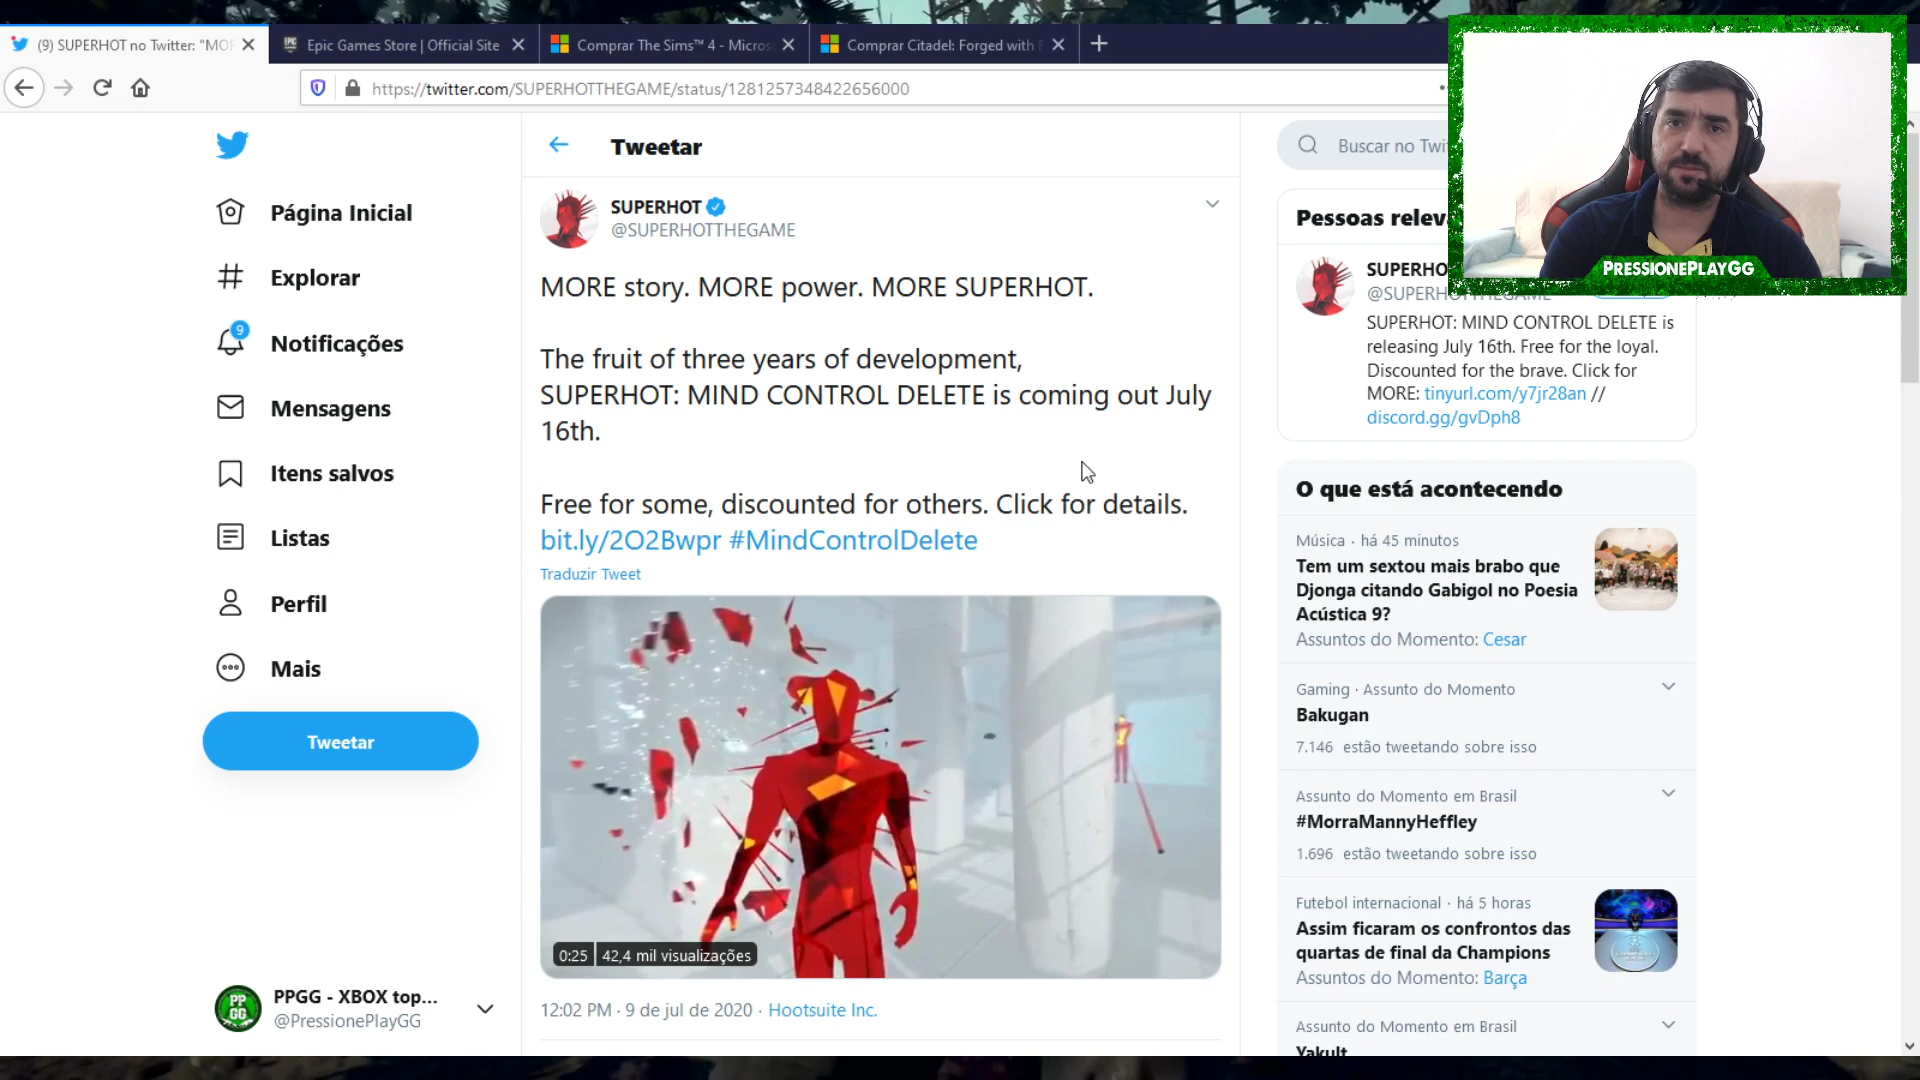 (9) SUPERHOT no Twitter: "MOR
Epic Games Store | Official Site
Comprar The Sims™ 4 - Micros
Comprar Citadel: Forged with F
https://twitter.com/SUPERHOTTHEGAME/status/1281257348422656000
Página Inicial
Explorar
9
Notificações
Mensagens
Itens salvos
Listas
Perfil
Mais
Tweetar
PP
GG
PPGG - XBOX top...
@PressionePlayGG
Tweetar
SUPERHOT
@SUPERHOTTHEGAME
MORE story. MORE power. MORE SUPERHOT.
The fruit of three years of development,
SUPERHOT: MIND CONTROL DELETE is coming out July
16th.
Free for some, discounted for others. Click for details.
bit.ly/2O2Bwpr #MindControlDelete
Traduzir Tweet
0:25 42,4 mil visualizações
12:02 PM · 9 de jul de 2020 · Hootsuite Inc.
Buscar no Twi
PRESSIONEPLAYGG
Pessoas relev
SUPERHO
@SUPERHOTTHEGAME
SUPERHOT: MIND CONTROL DELETE is
releasing July 16th. Free for the loyal.
Discounted for the brave. Click for
MORE: tinyurl.com/y7jr28an //
discord.gg/gvDph8
O que está acontecendo
Música · há 45 minutos
Tem um sextou mais brabo que
Djonga citando Gabigol no Poesia
Acústica 9?
Assuntos do Momento: Cesar
Gaming · Assunto do Momento
Bakugan
7.146 estão tweetando sobre isso
Assunto do Momento em Brasil
#MorraMannyHeffley
1.696 estão tweetando sobre isso
Futebol internacional · há 5 horas
Assim ficaram os confrontos das
quartas de final da Champions
Assuntos do Momento: Barça
Assunto do Momento em Brasil
Yakult